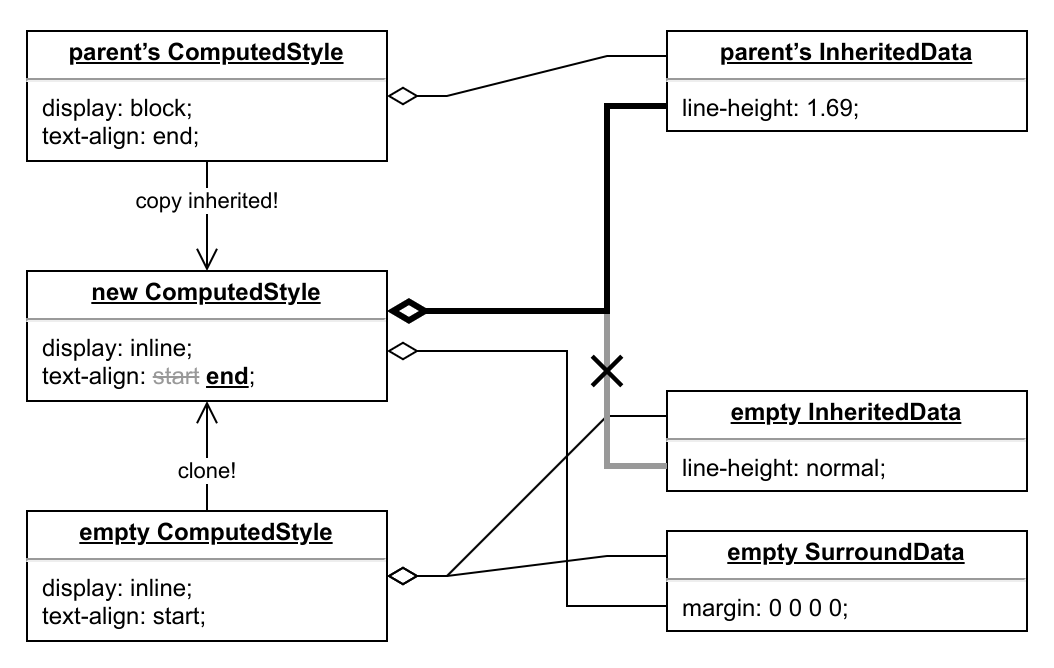 parent’s ComputedStyle
display: block;
text-align: end;
parent’s InheritedData
line-height: 1.69;
copy inherited!
new ComputedStyle
display: inline;
text-align: start end;
clone!
empty ComputedStyle
display: inline;
text-align: start;
empty InheritedData
line-height: normal;
empty SurroundData
margin: 0 0 0 0;